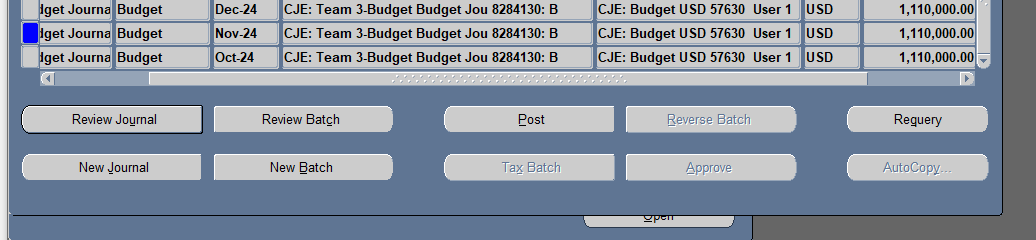 dget Journa Budget Dec-24 CJE: Team 3-Budget Budget Jou 8284130: B CJE: Budget USD 57630 User 1 USD 1,110,000.00
dget Journa Budget Nov-24 CJE: Team 3-Budget Budget Jou 8284130: B CJE: Budget USD 57630 User 1 USD 1,110,000.00
dget Journa Budget Oct-24 CJE: Team 3-Budget Budget Jou 8284130: B CJE: Budget USD 57630 User 1 USD 1,110,000.00
Review Journal Review Batch Post Reverse Batch Requery
New Journal New Batch Tax Batch Approve AutoCopy...
Open